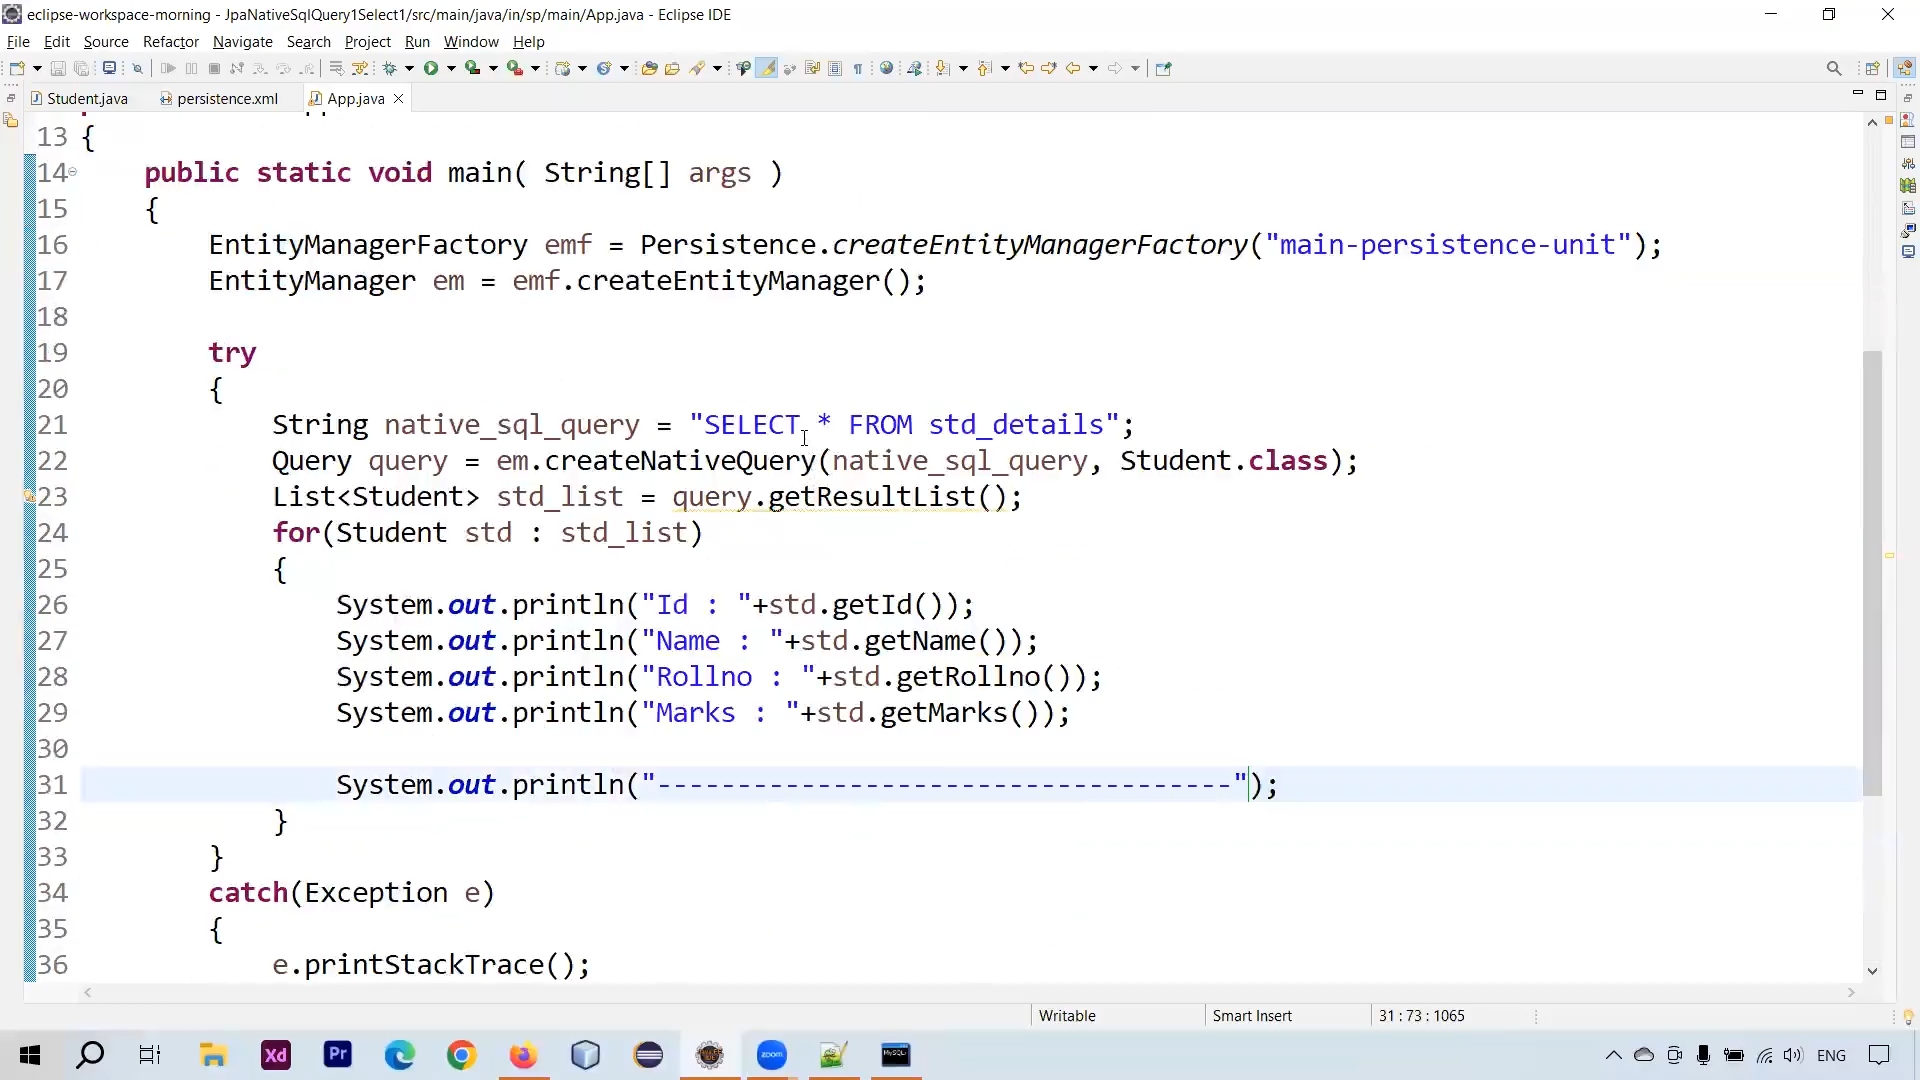 eclipse-workspace-morning - JpaNativeSqlQuery1Select1/src/main/java/in/sp/main/App.java - Eclipse IDE
File Edit Source Refactor Navigate Search Project Run Window Help
Student.java persistence.xml App.java
13 {
14 public static void main( String[] args )
15 {
16 EntityManagerFactory emf = Persistence.createEntityManagerFactory("main-persistence-unit");
17 EntityManager em = emf.createEntityManager();
18
19 try
20 {
21 String native_sql_query = "SELECT * FROM std_details";
22 Query query = em.createNativeQuery(native_sql_query, Student.class);
23 List<Student> std_list = query.getResultList();
24 for(Student std : std_list)
25 {
26 System.out.println("Id : "+std.getId());
27 System.out.println("Name : "+std.getName());
28 System.out.println("Rollno : "+std.getRollno());
29 System.out.println("Marks : "+std.getMarks());
30
31 System.out.println("------------------------------------");
32 }
33 }
34 catch(Exception e)
35 {
36 e.printStackTrace();
Writable Smart Insert 31 : 73 : 1065
Xd Pr zoom MySQL ENG